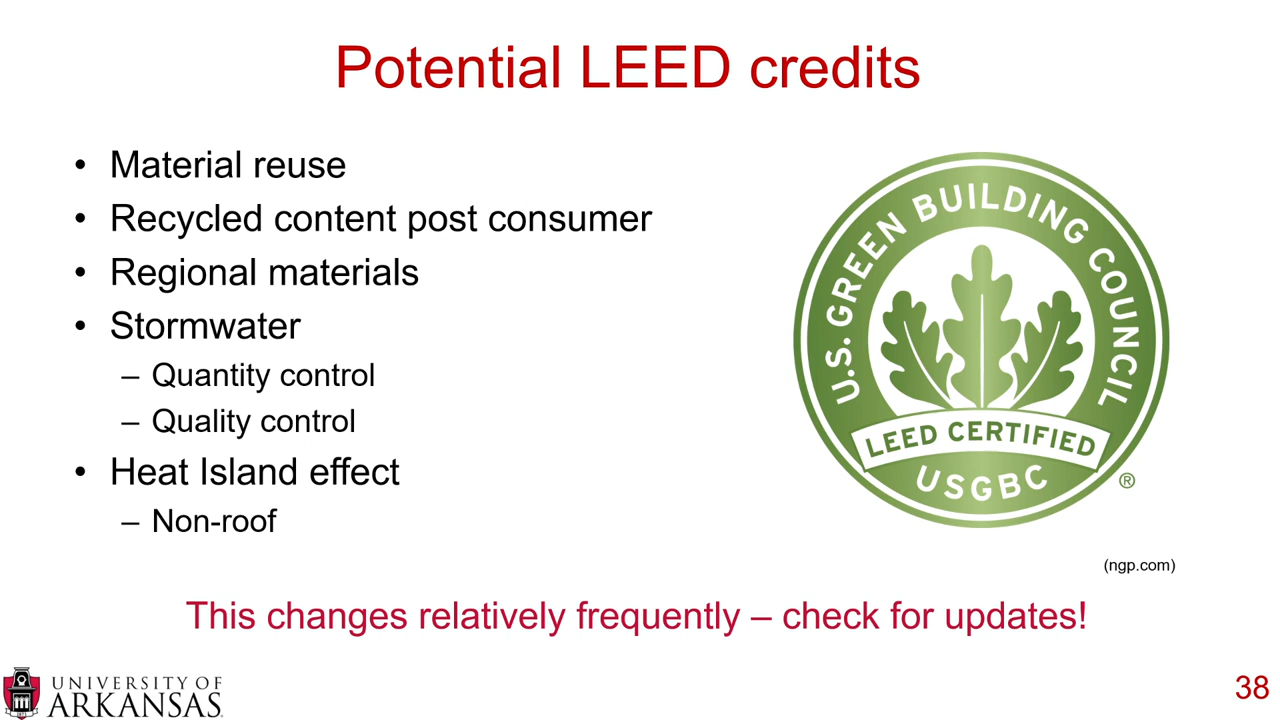 Potential LEED credits
• Material reuse
• Recycled content post consumer
• Regional materials
• Stormwater
– Quantity control
– Quality control
• Heat Island effect
– Non-roof
U.S. GREEN BUILDING COUNCIL
LEED CERTIFIED
USGBC
®
(ngp.com)
This changes relatively frequently – check for updates!
UNIVERSITY OF
ARKANSAS
38